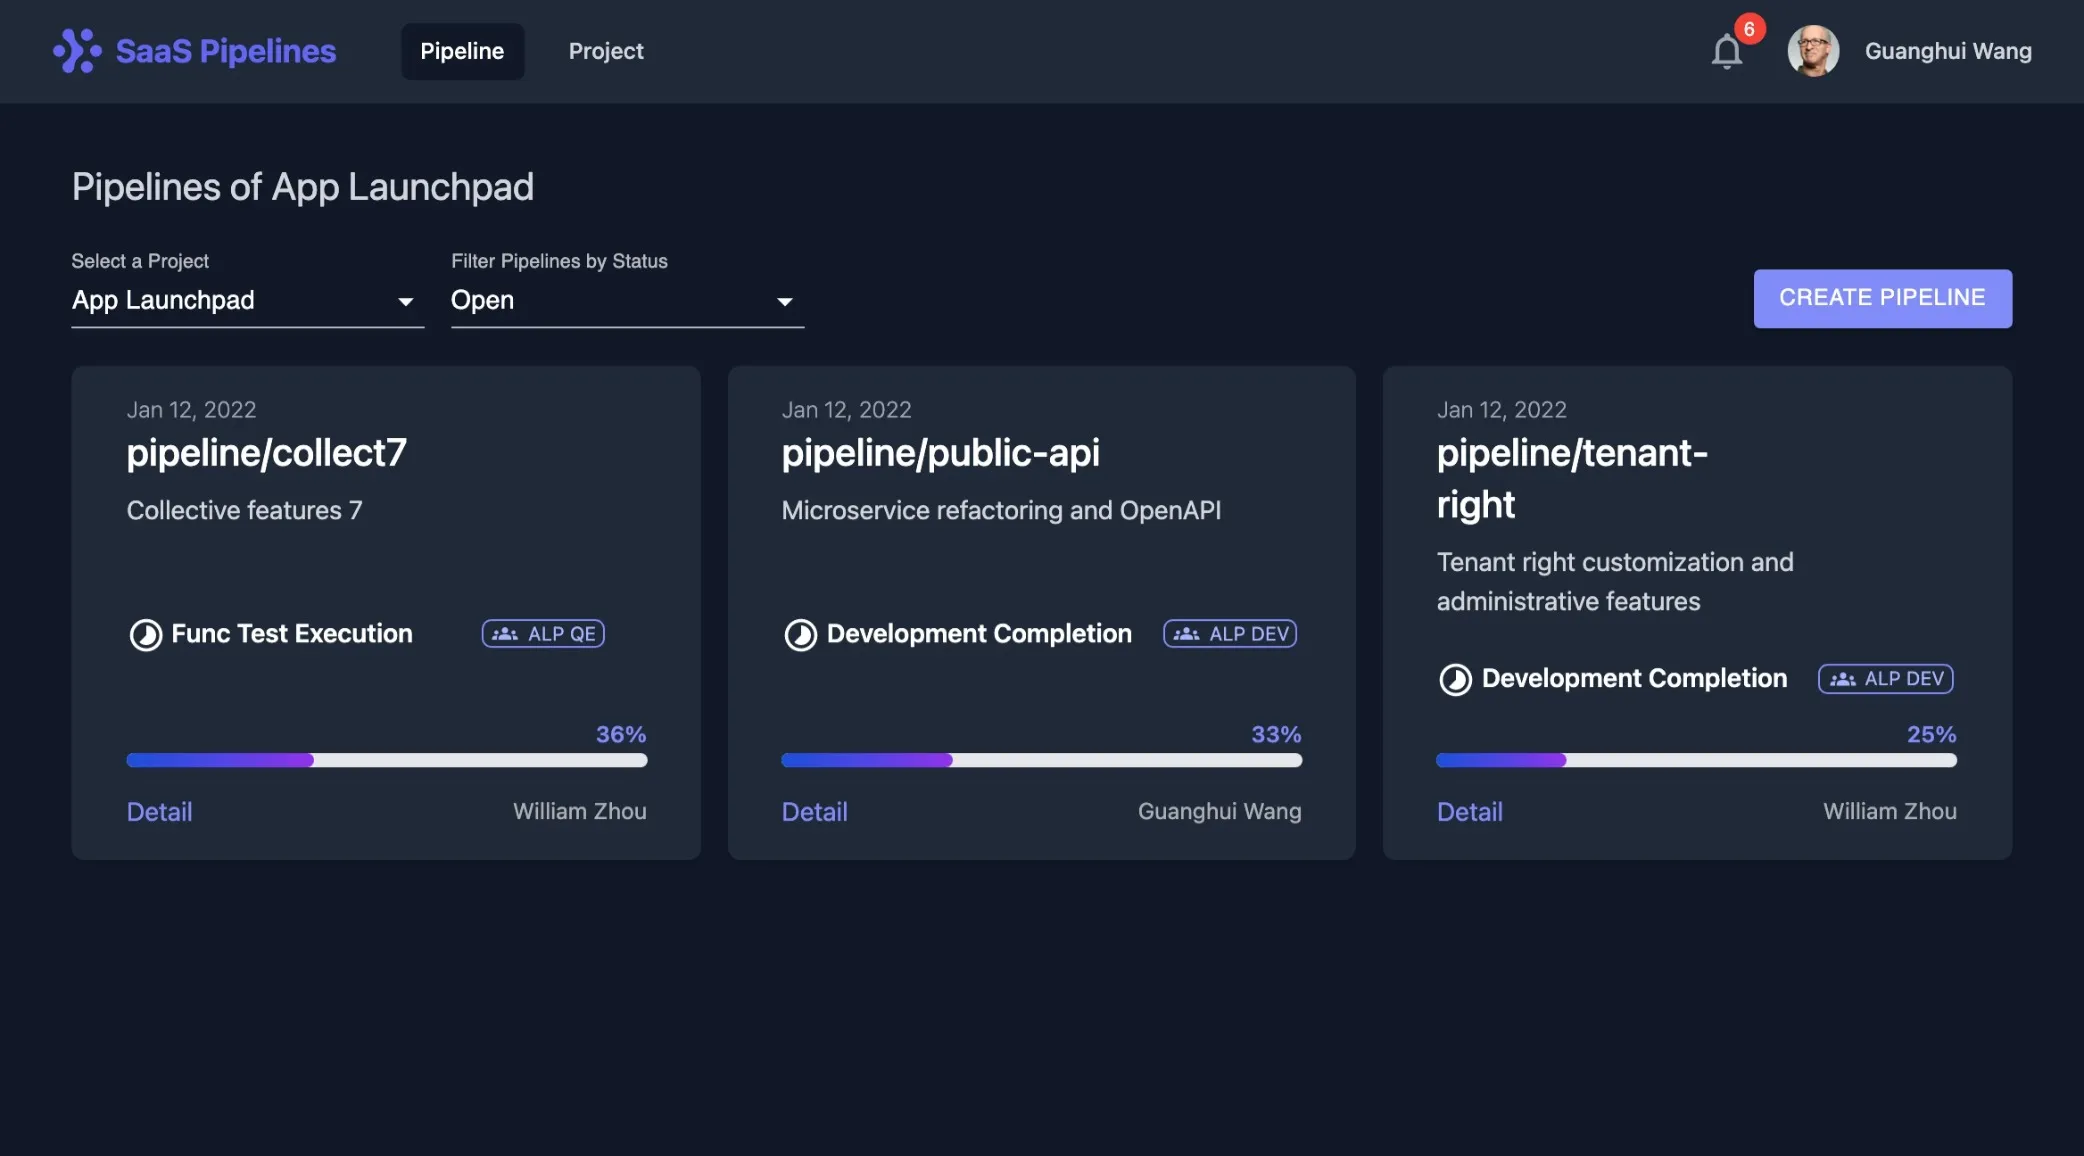 SaaS Pipelines
Pipeline
Project
6
Guanghui Wang
Pipelines of App Launchpad
Select a Project
App Launchpad
Filter Pipelines by Status
Open
CREATE PIPELINE
Jan 12, 2022
pipeline/collect7
Collective features 7
Func Test Execution
ALP QE
36%
Detail
William Zhou
Jan 12, 2022
pipeline/public-api
Microservice refactoring and OpenAPI
Development Completion
ALP DEV
33%
Detail
Guanghui Wang
Jan 12, 2022
pipeline/tenant-
right
Tenant right customization and
administrative features
Development Completion
ALP DEV
25%
Detail
William Zhou